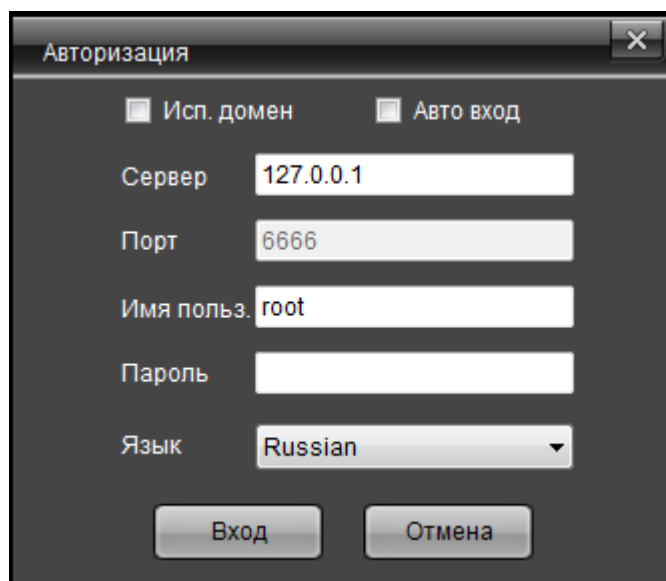 Авторизация
Исп. домен Авто вход
Сервер 127.0.0.1
Порт 6666
Имя польз. root
Пароль
Язык Russian
Вход Отмена